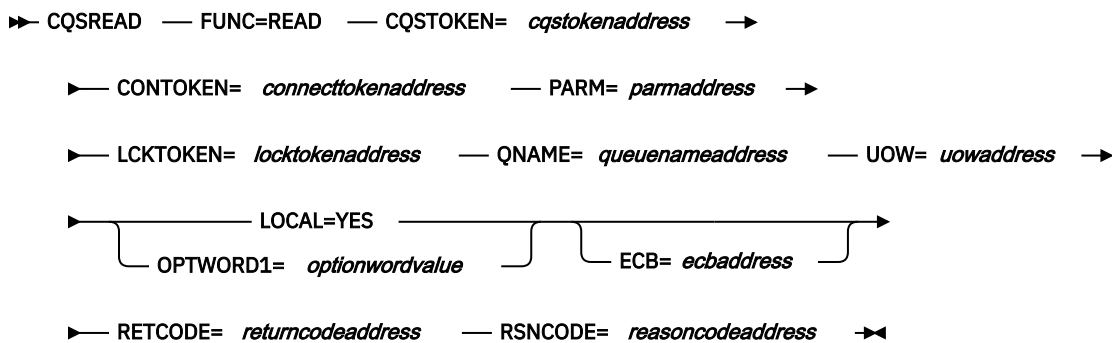 CQSREAD FUNC=READ CQSTOKEN= cqstokenaddress
CONTOKEN= connecttokenaddress PARM= parmaddress
LCKTOKEN= locktokenaddress QNAME= queuenameaddress UOW= uowaddress
LOCAL=YES
OPTWORD1= optionwordvalue ECB= ecbaddress
RETCODE= returncodeaddress RSNCODE= reasoncodeaddress